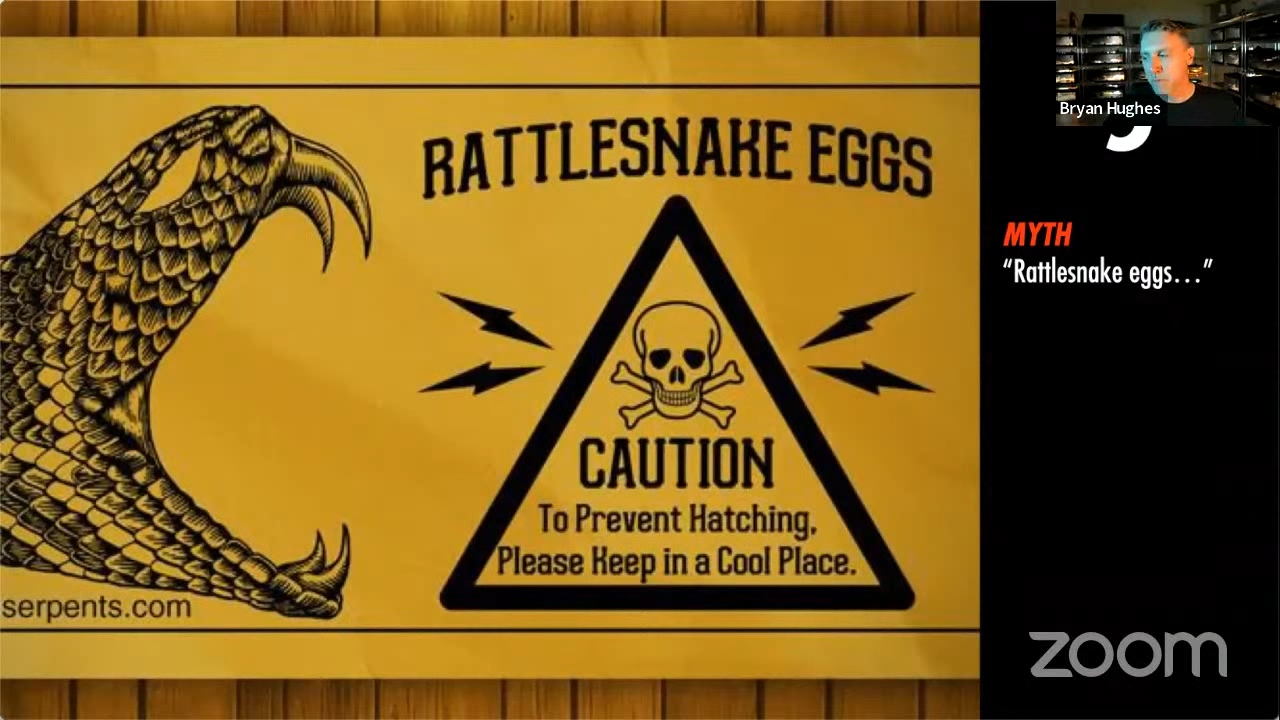 RATTLESNAKE EGGS
CAUTION
To Prevent Hatching,
Please Keep in a Cool Place.
serpents.com
Bryan Hughes
MYTH
“Rattlesnake eggs…”
zoom